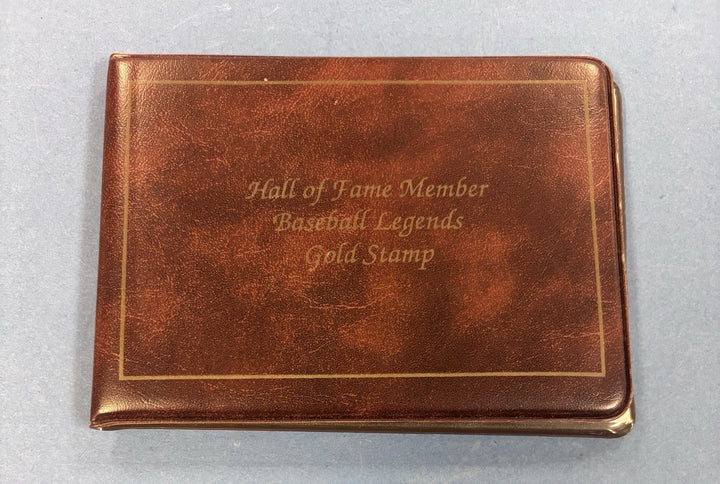 Hall of Fame Member
Baseball Legends
Gold Stamp